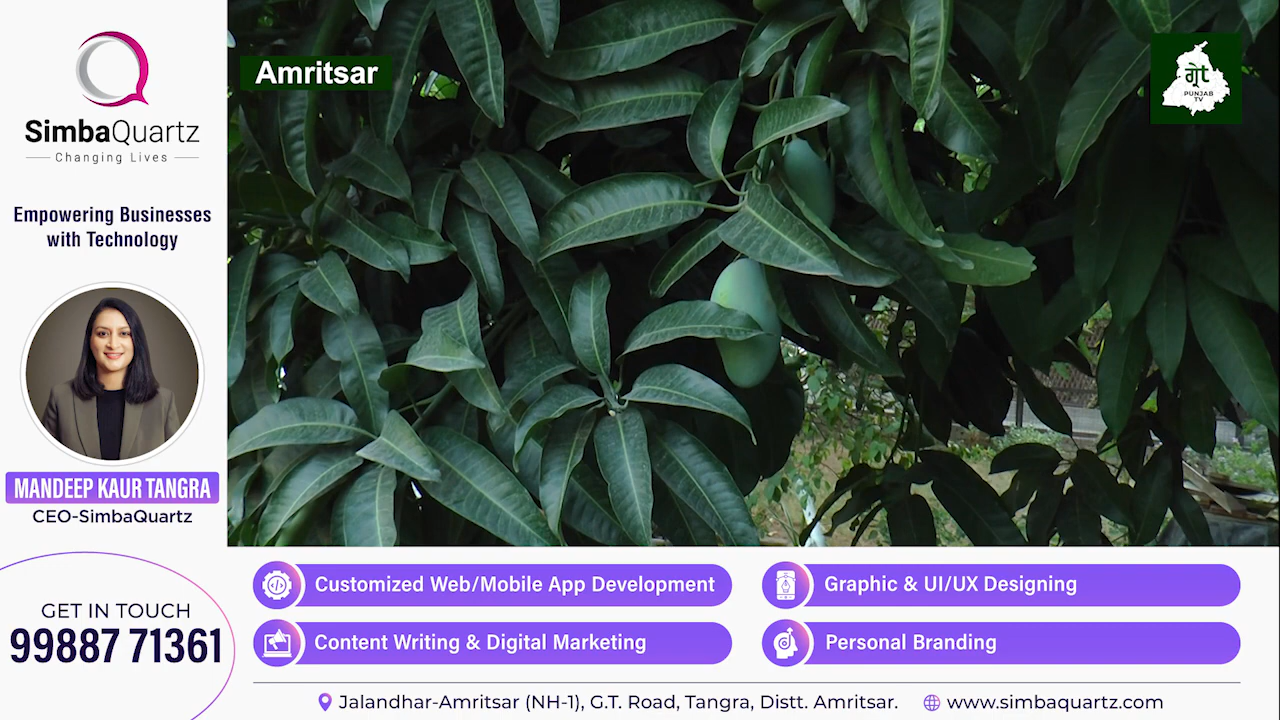 SimbaQuartz
Changing Lives
Empowering Businesses
with Technology
MANDEEP KAUR TANGRA
CEO-SimbaQuartz
GET IN TOUCH
99887 71361
Amritsar
PUNJAB
TV
Customized Web/Mobile App Development
Graphic & UI/UX Designing
Content Writing & Digital Marketing
Personal Branding
Jalandhar-Amritsar (NH-1), G.T. Road, Tangra, Distt. Amritsar.
www.simbaquartz.com